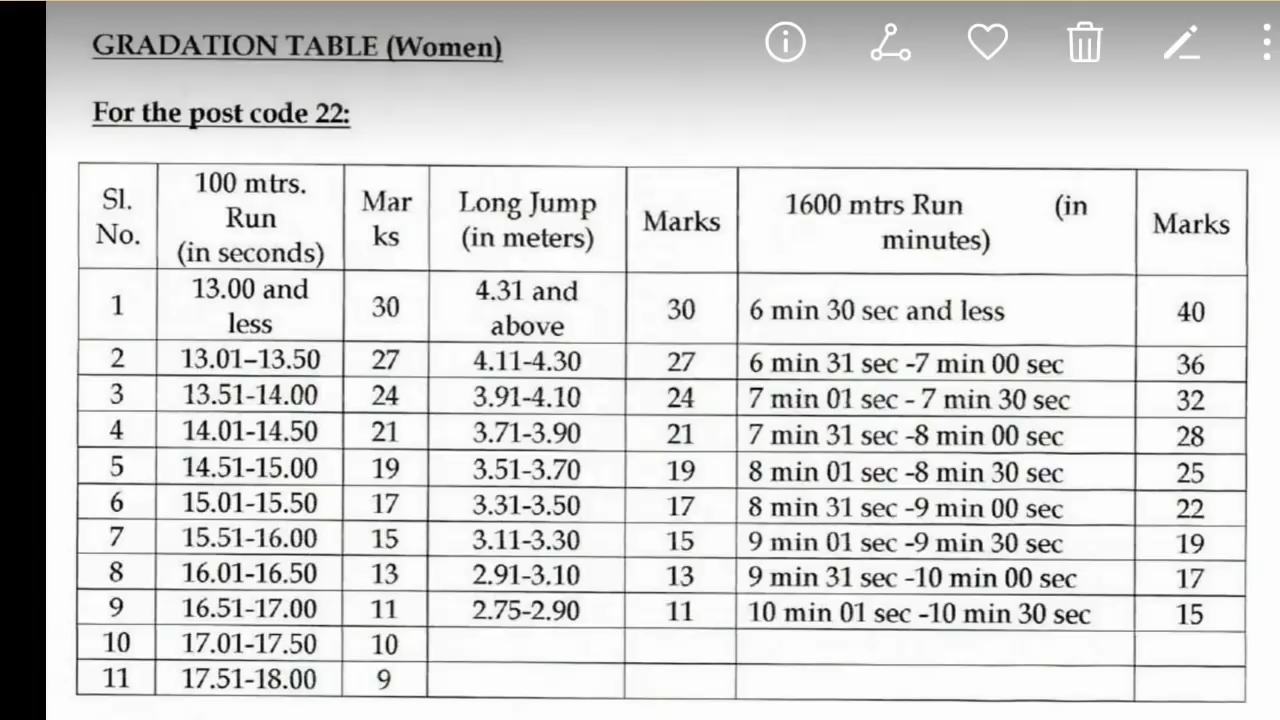 GRADATION TABLE (Women)
For the post code 22:
Sl. No. 100 mtrs. Run (in seconds) Mar ks Long Jump (in meters) Marks 1600 mtrs Run (in minutes) Marks
1 13.00 and less 30 4.31 and above 30 6 min 30 sec and less 40
2 13.01–13.50 27 4.11-4.30 27 6 min 31 sec -7 min 00 sec 36
3 13.51-14.00 24 3.91-4.10 24 7 min 01 sec - 7 min 30 sec 32
4 14.01-14.50 21 3.71-3.90 21 7 min 31 sec -8 min 00 sec 28
5 14.51-15.00 19 3.51-3.70 19 8 min 01 sec -8 min 30 sec 25
6 15.01-15.50 17 3.31-3.50 17 8 min 31 sec -9 min 00 sec 22
7 15.51-16.00 15 3.11-3.30 15 9 min 01 sec -9 min 30 sec 19
8 16.01-16.50 13 2.91-3.10 13 9 min 31 sec -10 min 00 sec 17
9 16.51-17.00 11 2.75-2.90 11 10 min 01 sec -10 min 30 sec 15
10 17.01-17.50 10
11 17.51-18.00 9